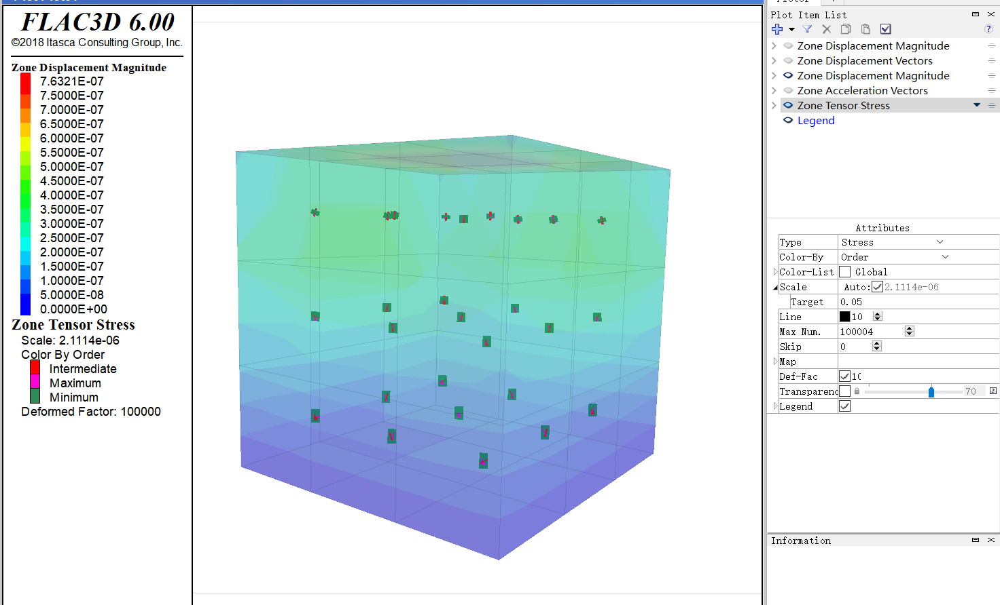 FLAC3D 6.00
©2018 Itasca Consulting Group, Inc.
Zone Displacement Magnitude
7.6321E-07
7.5000E-07
7.0000E-07
6.5000E-07
6.0000E-07
5.5000E-07
5.0000E-07
4.5000E-07
4.0000E-07
3.5000E-07
3.0000E-07
2.5000E-07
2.0000E-07
1.5000E-07
1.0000E-07
5.0000E-08
0.0000E+00
Zone Tensor Stress
Scale: 2.1114e-06
Color By Order
Intermediate
Maximum
Minimum
Deformed Factor: 100000
Plot Item List
Zone Displacement Magnitude
Zone Displacement Vectors
Zone Displacement Magnitude
Zone Acceleration Vectors
Zone Tensor Stress
Legend
Attributes
Type Stress
Color-By Order
Color-List Global
Scale Auto: 2.1114e-06
Target 0.05
Line 10
Max Num. 100004
Skip 0
Map
Def-Fac 10
Transparenc 70
Legend
Information